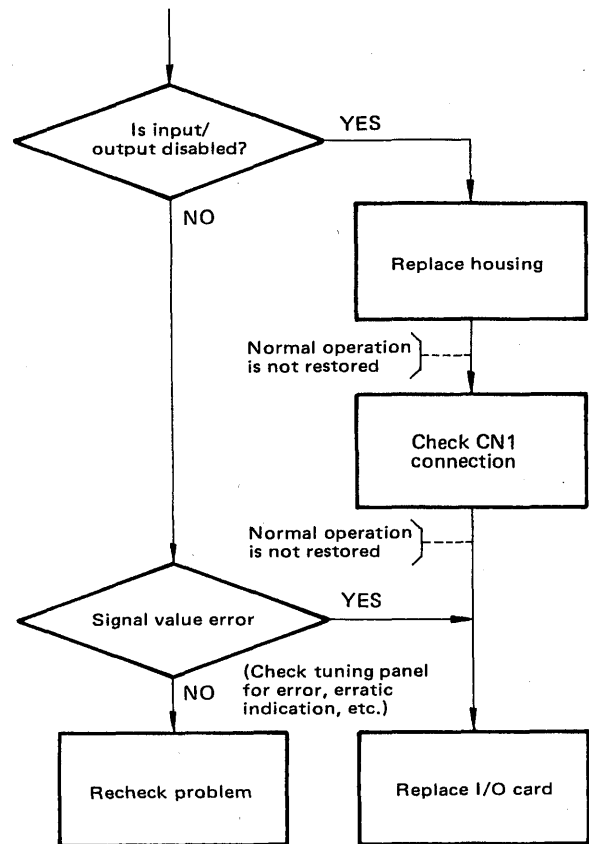 Is input/
output disabled?
YES
NO
Replace housing
Normal operation
is not restored
Check CN1
connection
Normal operation
is not restored
Signal value error
YES
(Check tuning panel
for error, erratic
indication, etc.)
NO
Recheck problem
Replace I/O card